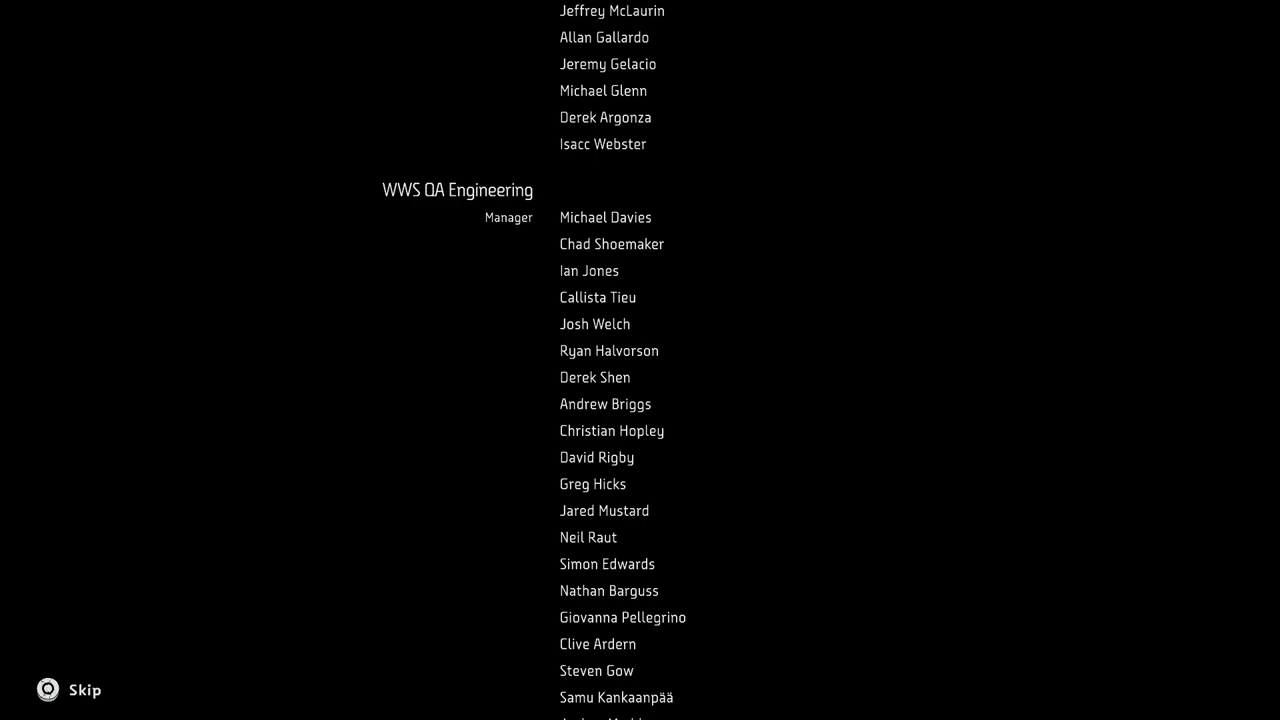 Jeffrey McLaurin
Allan Gallardo
Jeremy Gelacio
Michael Glenn
Derek Argonza
Isacc Webster
WWS QA Engineering
Manager Michael Davies
Chad Shoemaker
Ian Jones
Callista Tieu
Josh Welch
Ryan Halvorson
Derek Shen
Andrew Briggs
Christian Hopley
David Rigby
Greg Hicks
Jared Mustard
Neil Raut
Simon Edwards
Nathan Barguss
Giovanna Pellegrino
Clive Ardern
Steven Gow
Samu Kankaanpää
Skip